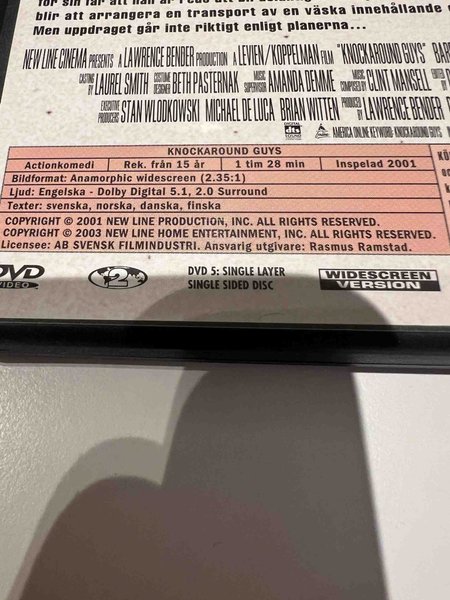 blir att arrangera en transport av en väska innehållande
Men uppdraget går inte riktigt enligt planerna...
NEW LINE CINEMA PRESENTS A LAWRENCE BENDER PRODUCTION A LEVIEN/KOPPELMAN FILM "KNOCKAROUND GUYS"
CASTING BY LAUREL SMITH COSTUME DESIGNER BETH PASTERNAK MUSIC SUPERVISOR AMANDA DEMME MUSIC COMPOSED BY CLINT MANSELL
EXECUTIVE PRODUCERS STAN WLODKOWSKI MICHAEL DE LUCA BRIAN WITTEN PRODUCED BY LAWRENCE BENDER
dts AMERICA ONLINE KEYWORD: KNOCKAROUND GUYS
KNOCKAROUND GUYS
Actionkomedi Rek. från 15 år 1 tim 28 min Inspelad 2001
Bildformat: Anamorphic widescreen (2.35:1)
Ljud: Engelska - Dolby Digital 5.1, 2.0 Surround
Texter: svenska, norska, danska, finska
COPYRIGHT © 2001 NEW LINE PRODUCTION, INC. ALL RIGHTS RESERVED.
COPYRIGHT © 2003 NEW LINE HOME ENTERTAINMENT, INC. ALL RIGHTS RESERVED.
Licensee: AB SVENSK FILMINDUSTRI. Ansvarig utgivare: Rasmus Ramstad.
DVD VIDEO
2
DVD 5: SINGLE LAYER
SINGLE SIDED DISC
WIDESCREEN
VERSION